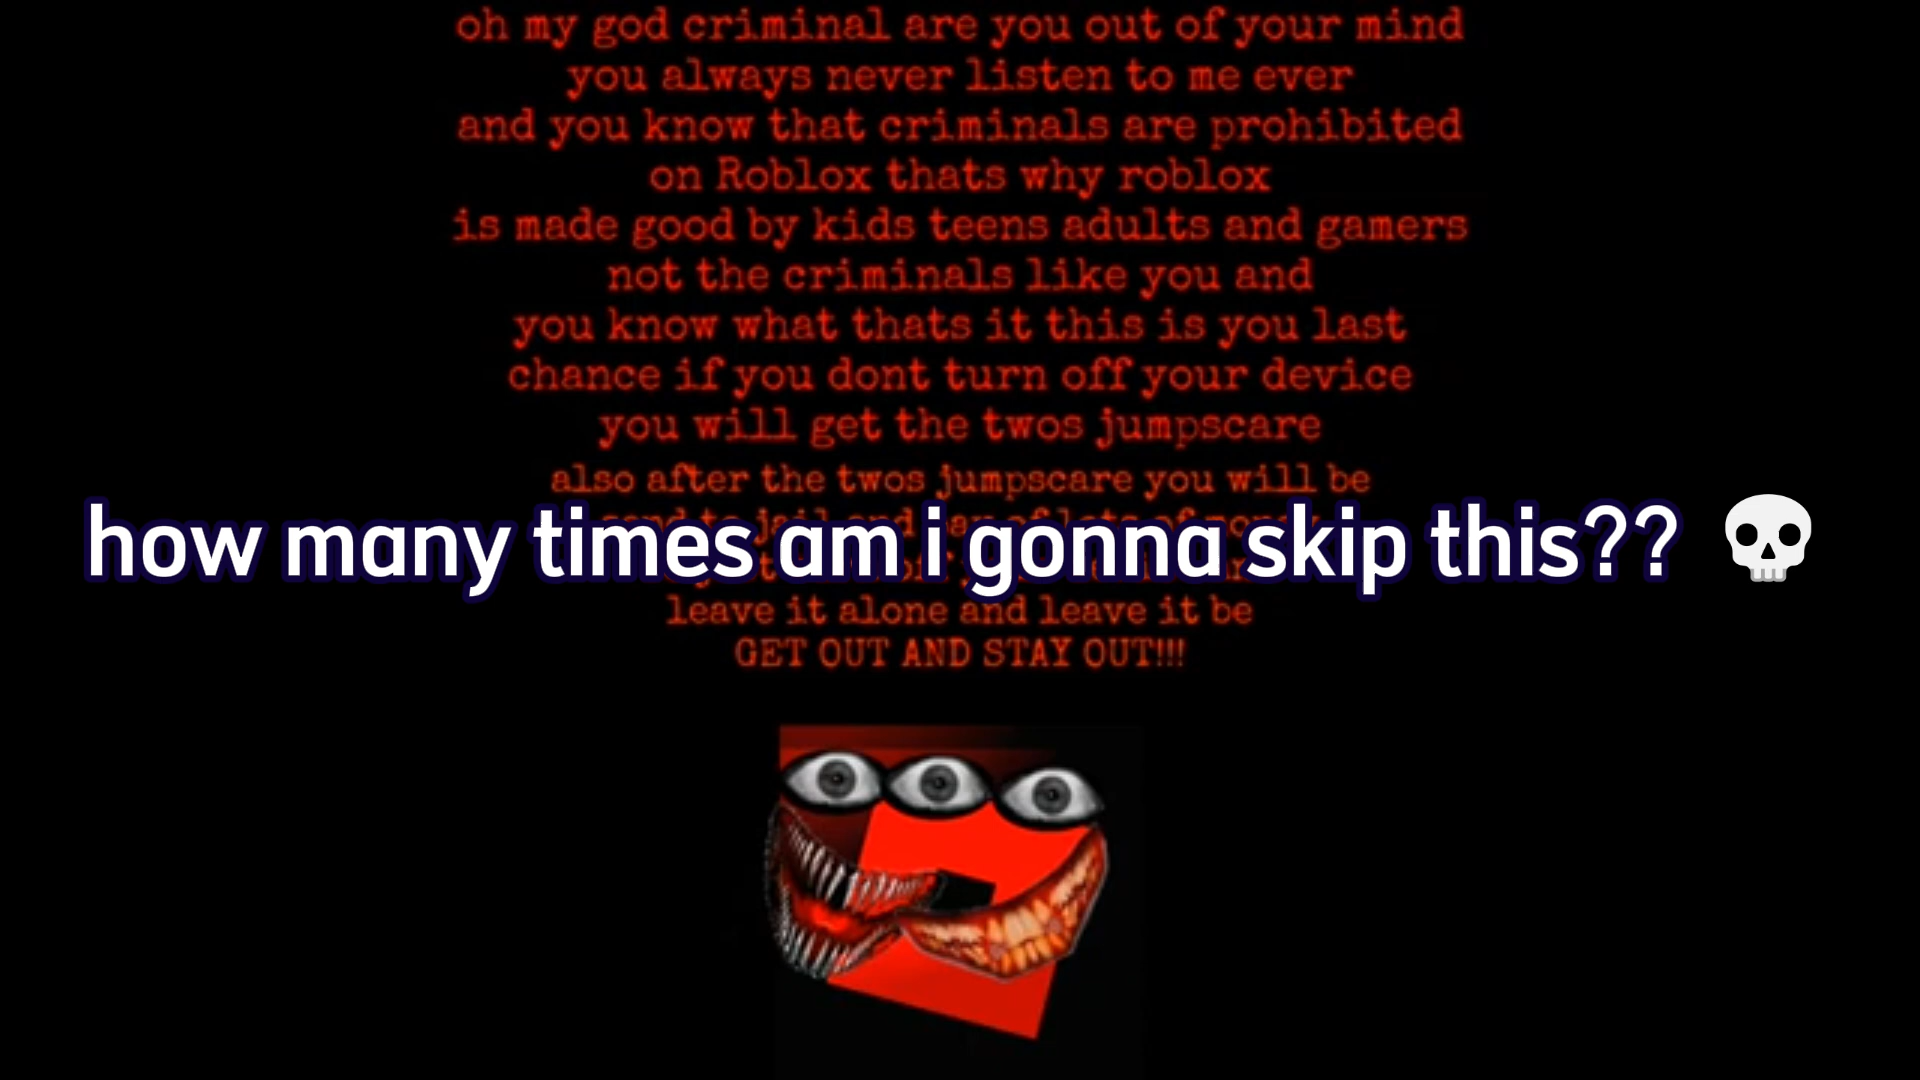 oh my god criminal are you out of your mind
you always never listen to me ever
and you know that criminals are prohibited
on Roblox thats why roblox
is made good by kids teens adults and gamers
not the criminals like you and
you know what thats it this is you last
chance if you dont turn off your device
you will get the twos jumpscare
also after the twos jumpscare you will be
how many times am i gonna skip this?? 💀
leave it alone and leave it be
GET OUT AND STAY OUT!!!